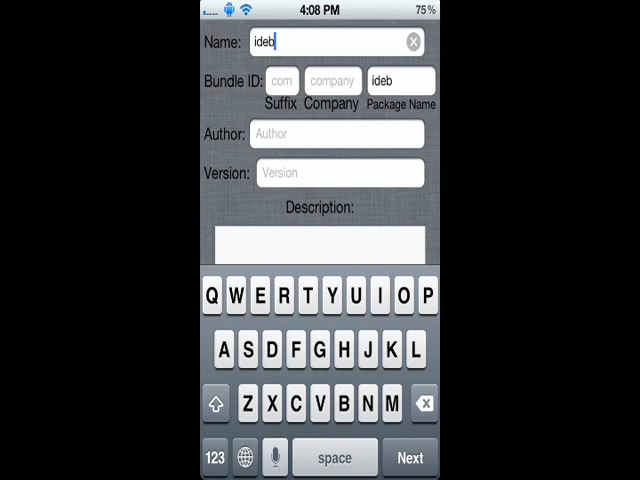 4:08 PM 75%
Name: ideb
Bundle ID: com company ideb
Suffix Company Package Name
Author: Author
Version: Version
Description:
Q W E R T Y U I O P
A S D F G H J K L
Z X C V B N M
123 space Next